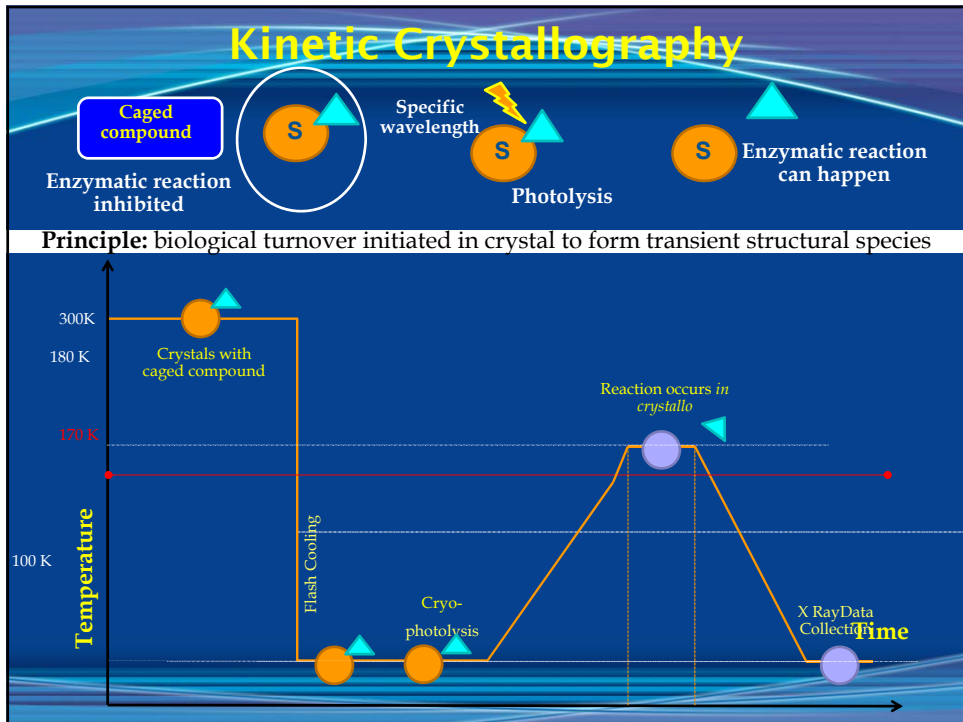 Kinetic Crystallography
Caged
compound
Enzymatic reaction
inhibited
S
Specific
wavelength
S
Photolysis
S
Enzymatic reaction
can happen
Principle: biological turnover initiated in crystal to form transient structural species
300K
180 K
170 K
100 K
Temperature
Crystals with
caged compound
Flash Cooling
Cryo-
photolysis
Reaction occurs in
crystallo
X RayData
Collection
Time